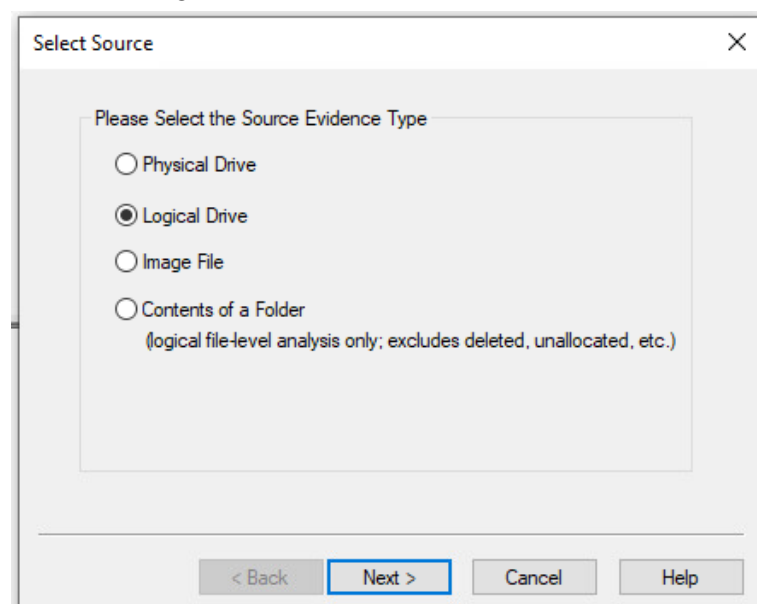 Select Source
Please Select the Source Evidence Type
Physical Drive
Logical Drive
Image File
Contents of a Folder
(logical file-level analysis only; excludes deleted, unallocated, etc.)
< Back Next > Cancel Help